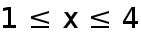 1 ≤ x ≤ 4